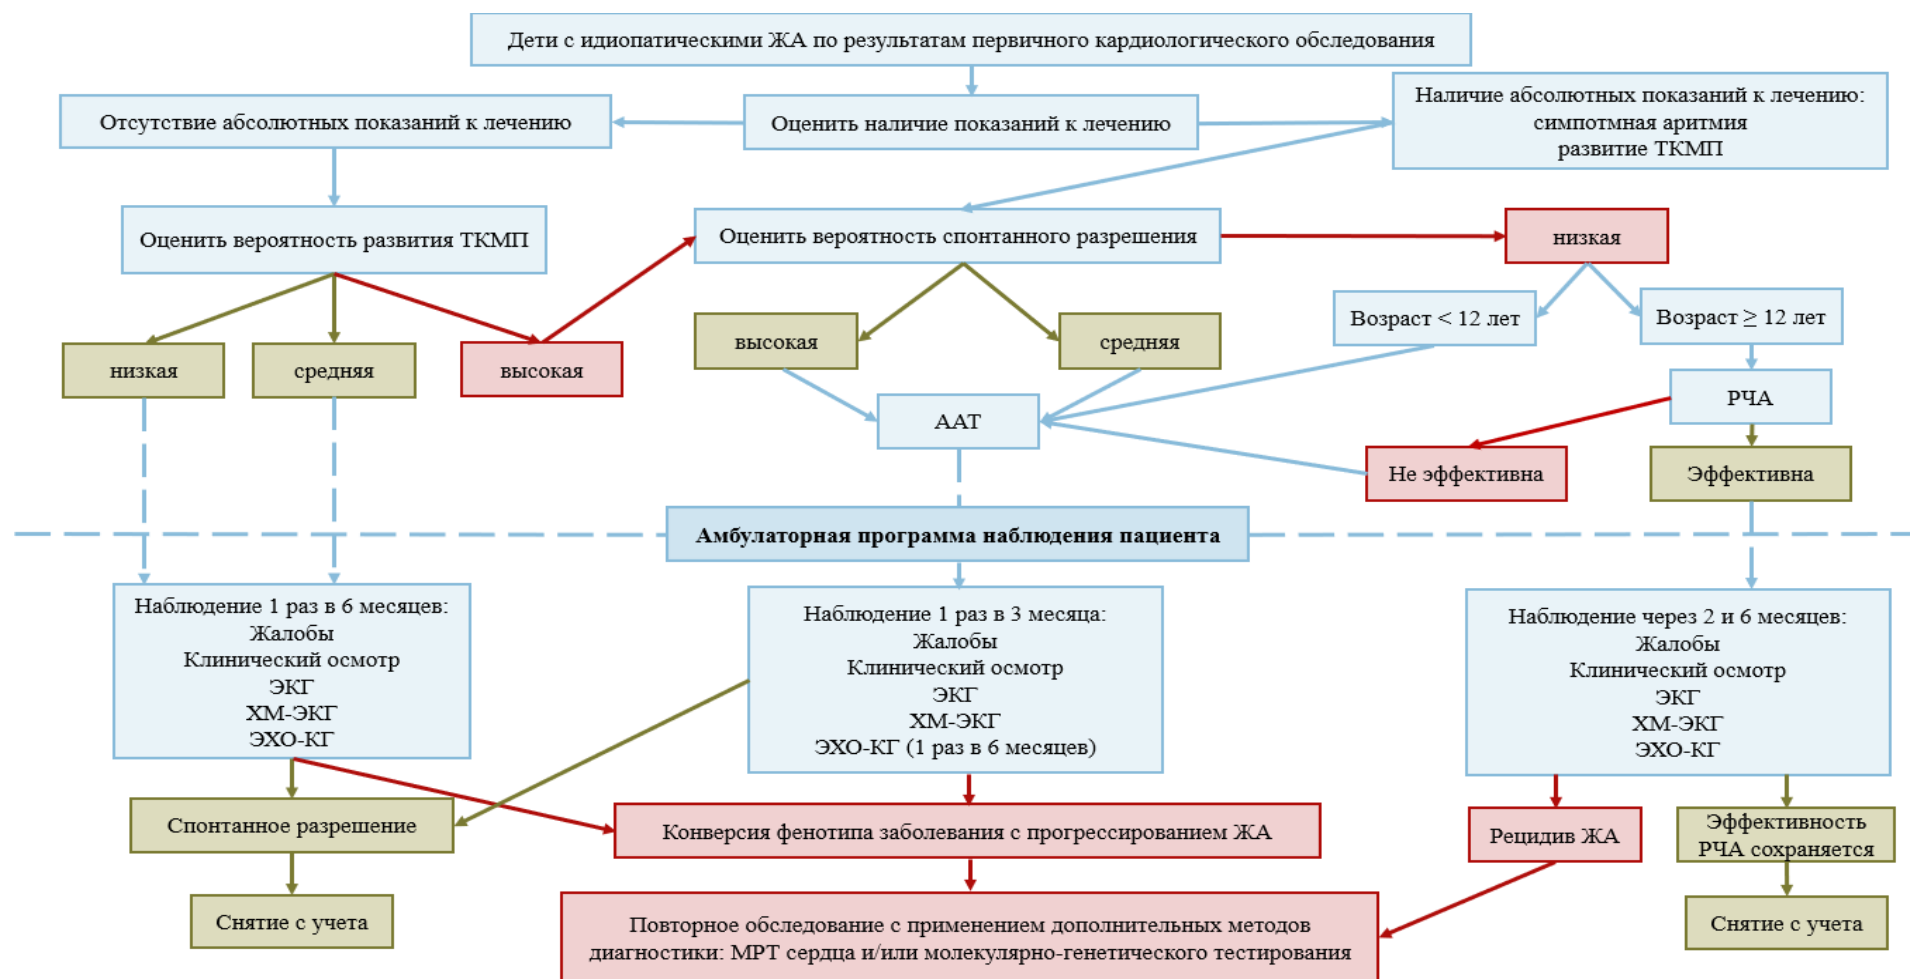 Дети с идиопатическими ЖА по результатам первичного кардиологического обследования
Отсутствие абсолютных показаний к лечению
Оценить наличие показаний к лечению
Наличие абсолютных показаний к лечению:
симпотмная аритмия
развитие ТКМП
Оценить вероятность развития ТКМП
Оценить вероятность спонтанного разрешения
низкая
низкая
средняя
высокая
высокая
средняя
Возраст < 12 лет
Возраст ≥ 12 лет
ААТ
РЧА
Не эффективна
Эффективна
Амбулаторная программа наблюдения пациента
Наблюдение 1 раз в 6 месяцев:
Жалобы
Клинический осмотр
ЭКГ
ХМ-ЭКГ
ЭХО-КГ
Наблюдение 1 раз в 3 месяца:
Жалобы
Клинический осмотр
ЭКГ
ХМ-ЭКГ
ЭХО-КГ (1 раз в 6 месяцев)
Наблюдение через 2 и 6 месяцев:
Жалобы
Клинический осмотр
ЭКГ
ХМ-ЭКГ
ЭХО-КГ
Спонтанное разрешение
Конверсия фенотипа заболевания с прогрессированием ЖА
Рецидив ЖА
Эффективность
РЧА сохраняется
Снятие с учета
Повторное обследование с применением дополнительных методов
диагностики: МРТ сердца и/или молекулярно-генетического тестирования
Снятие с учета